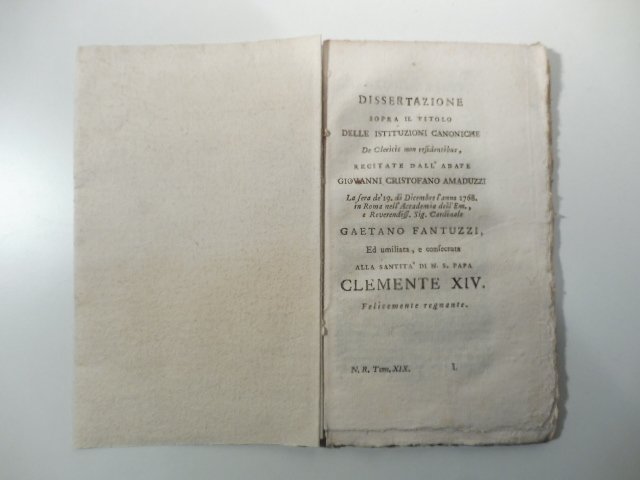 DISSERTAZIONE
SOPRA IL TITOLO
DELLE ISTITUZIONI CANONICHE
De Clericis non residentibus,
RECITATE DALL' ABATE
GIOVANNI CRISTOFANO AMADUZZI
La sera de' 19. di Dicembre l'anno 1768.
in Roma nell' Accademia dell' Em.,
e Reverendiss. Sig. Cardinale
GAETANO FANTUZZI,
Ed umiliata, e consecrata
ALLA SANTITA' DI N. S. PAPA
CLEMENTE XIV.
Felicemente regnante.
N. R. Tom. XIX. I.